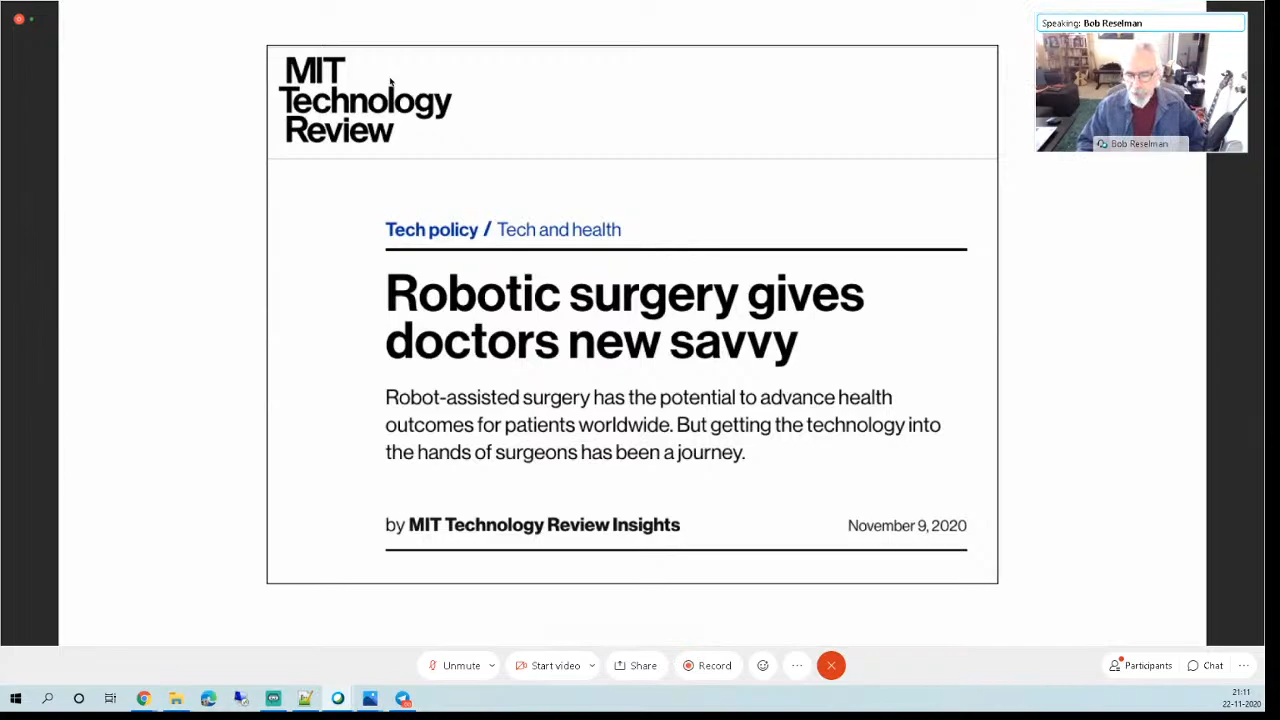 Speaking: Bob Reselman
Bob Reselman
MIT
Technology
Review
Tech policy / Tech and health
Robotic surgery gives
doctors new savvy
Robot-assisted surgery has the potential to advance health
outcomes for patients worldwide. But getting the technology into
the hands of surgeons has been a journey.
by MIT Technology Review Insights
November 9, 2020
Unmute
Start video
Share
Record
Participants
Chat
21:11
22-11-2020